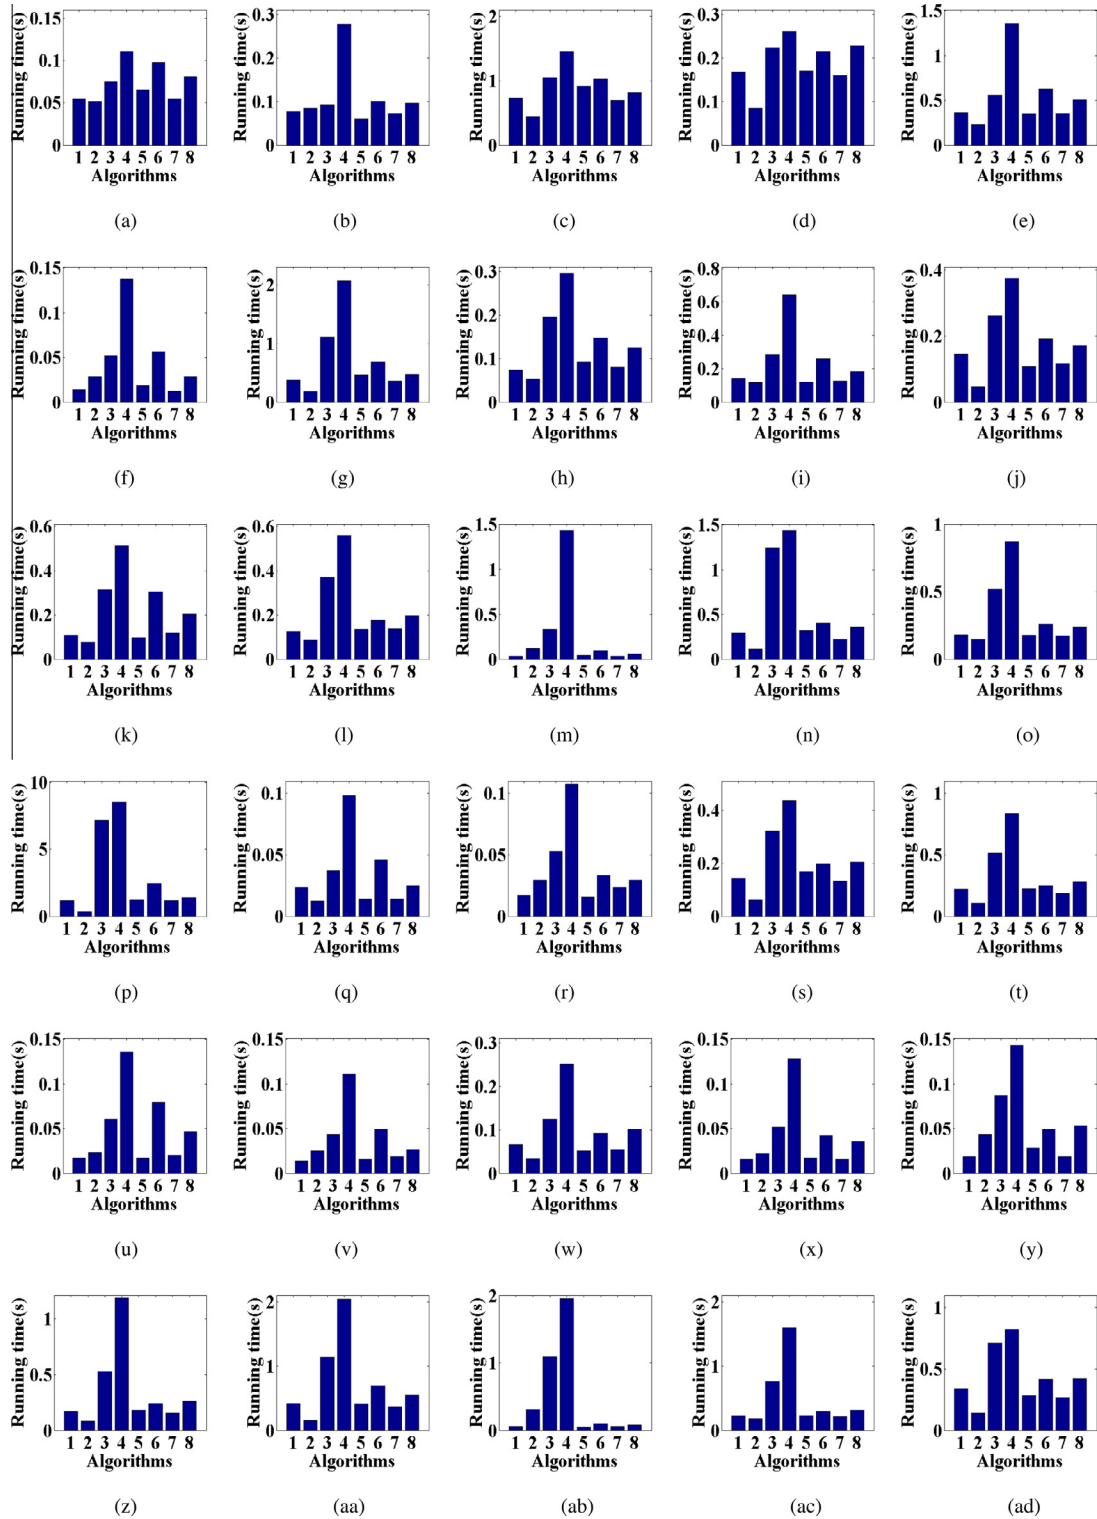 Running time(s)
0.15
0.1
0.05
0
1 2 3 4 5 6 7 8
Algorithms
(a)
Running time(s)
0.3
0.2
0.1
0
1 2 3 4 5 6 7 8
Algorithms
(b)
Running time(s)
2
1
0
1 2 3 4 5 6 7 8
Algorithms
(c)
Running time(s)
0.3
0.2
0.1
0
1 2 3 4 5 6 7 8
Algorithms
(d)
Running time(s)
1.5
1
0.5
0
1 2 3 4 5 6 7 8
Algorithms
(e)
Running time(s)
0.15
0.1
0.05
0
1 2 3 4 5 6 7 8
Algorithms
(f)
Running time(s)
2
1
0
1 2 3 4 5 6 7 8
Algorithms
(g)
Running time(s)
0.3
0.2
0.1
0
1 2 3 4 5 6 7 8
Algorithms
(h)
Running time(s)
0.8
0.6
0.4
0.2
0
1 2 3 4 5 6 7 8
Algorithms
(i)
Running time(s)
0.4
0.2
0
1 2 3 4 5 6 7 8
Algorithms
(j)
Running time(s)
0.6
0.4
0.2
0
1 2 3 4 5 6 7 8
Algorithms
(k)
Running time(s)
0.6
0.4
0.2
0
1 2 3 4 5 6 7 8
Algorithms
(l)
Running time(s)
1.5
1
0.5
0
1 2 3 4 5 6 7 8
Algorithms
(m)
Running time(s)
1.5
1
0.5
0
1 2 3 4 5 6 7 8
Algorithms
(n)
Running time(s)
1
0.5
0
1 2 3 4 5 6 7 8
Algorithms
(o)
Running time(s)
10
5
0
1 2 3 4 5 6 7 8
Algorithms
(p)
Running time(s)
0.1
0.05
0
1 2 3 4 5 6 7 8
Algorithms
(q)
Running time(s)
0.1
0.05
0
1 2 3 4 5 6 7 8
Algorithms
(r)
Running time(s)
0.4
0.2
0
1 2 3 4 5 6 7 8
Algorithms
(s)
Running time(s)
1
0.5
0
1 2 3 4 5 6 7 8
Algorithms
(t)
Running time(s)
0.15
0.1
0.05
0
1 2 3 4 5 6 7 8
Algorithms
(u)
Running time(s)
0.15
0.1
0.05
0
1 2 3 4 5 6 7 8
Algorithms
(v)
Running time(s)
0.3
0.2
0.1
0
1 2 3 4 5 6 7 8
Algorithms
(w)
Running time(s)
0.15
0.1
0.05
0
1 2 3 4 5 6 7 8
Algorithms
(x)
Running time(s)
0.15
0.1
0.05
0
1 2 3 4 5 6 7 8
Algorithms
(y)
Running time(s)
1
0.5
0
1 2 3 4 5 6 7 8
Algorithms
(z)
Running time(s)
2
1
0
1 2 3 4 5 6 7 8
Algorithms
(aa)
Running time(s)
2
1
0
1 2 3 4 5 6 7 8
Algorithms
(ab)
Running time(s)
2
1
0
1 2 3 4 5 6 7 8
Algorithms
(ac)
Running time(s)
1
0.5
0
1 2 3 4 5 6 7 8
Algorithms
(ad)